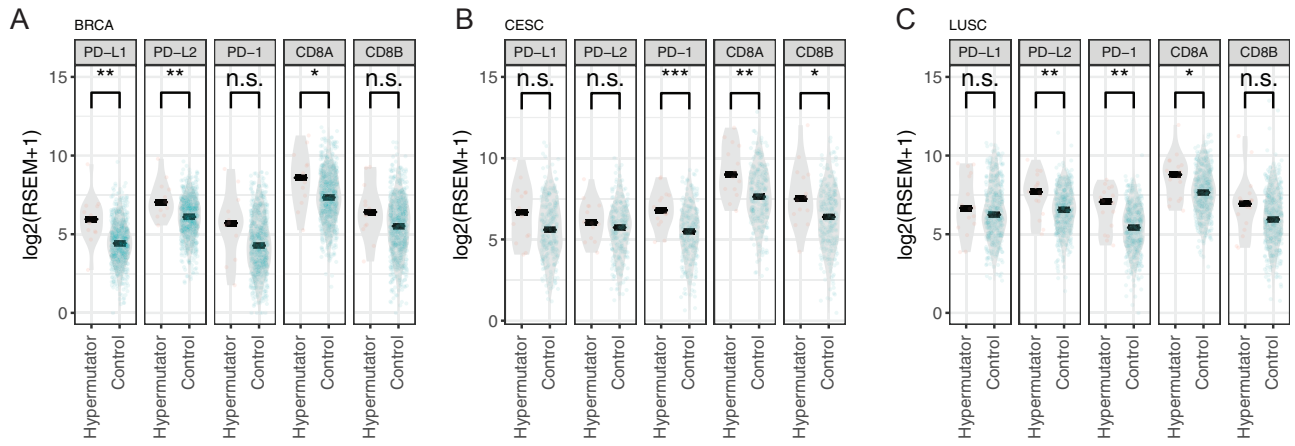 A
BRCA
PD−L1 PD−L2 PD−1 CD8A CD8B
** ** n.s. * n.s.
log2(RSEM+1)
15
10
5
0
Hypermutator Control Hypermutator Control Hypermutator Control Hypermutator Control Hypermutator Control
B
CESC
PD−L1 PD−L2 PD−1 CD8A CD8B
n.s. n.s. *** ** *
log2(RSEM+1)
15
10
5
0
Hypermutator Control Hypermutator Control Hypermutator Control Hypermutator Control Hypermutator Control
C
LUSC
PD−L1 PD−L2 PD−1 CD8A CD8B
n.s. ** ** * n.s.
log2(RSEM+1)
15
10
5
0
Hypermutator Control Hypermutator Control Hypermutator Control Hypermutator Control Hypermutator Control